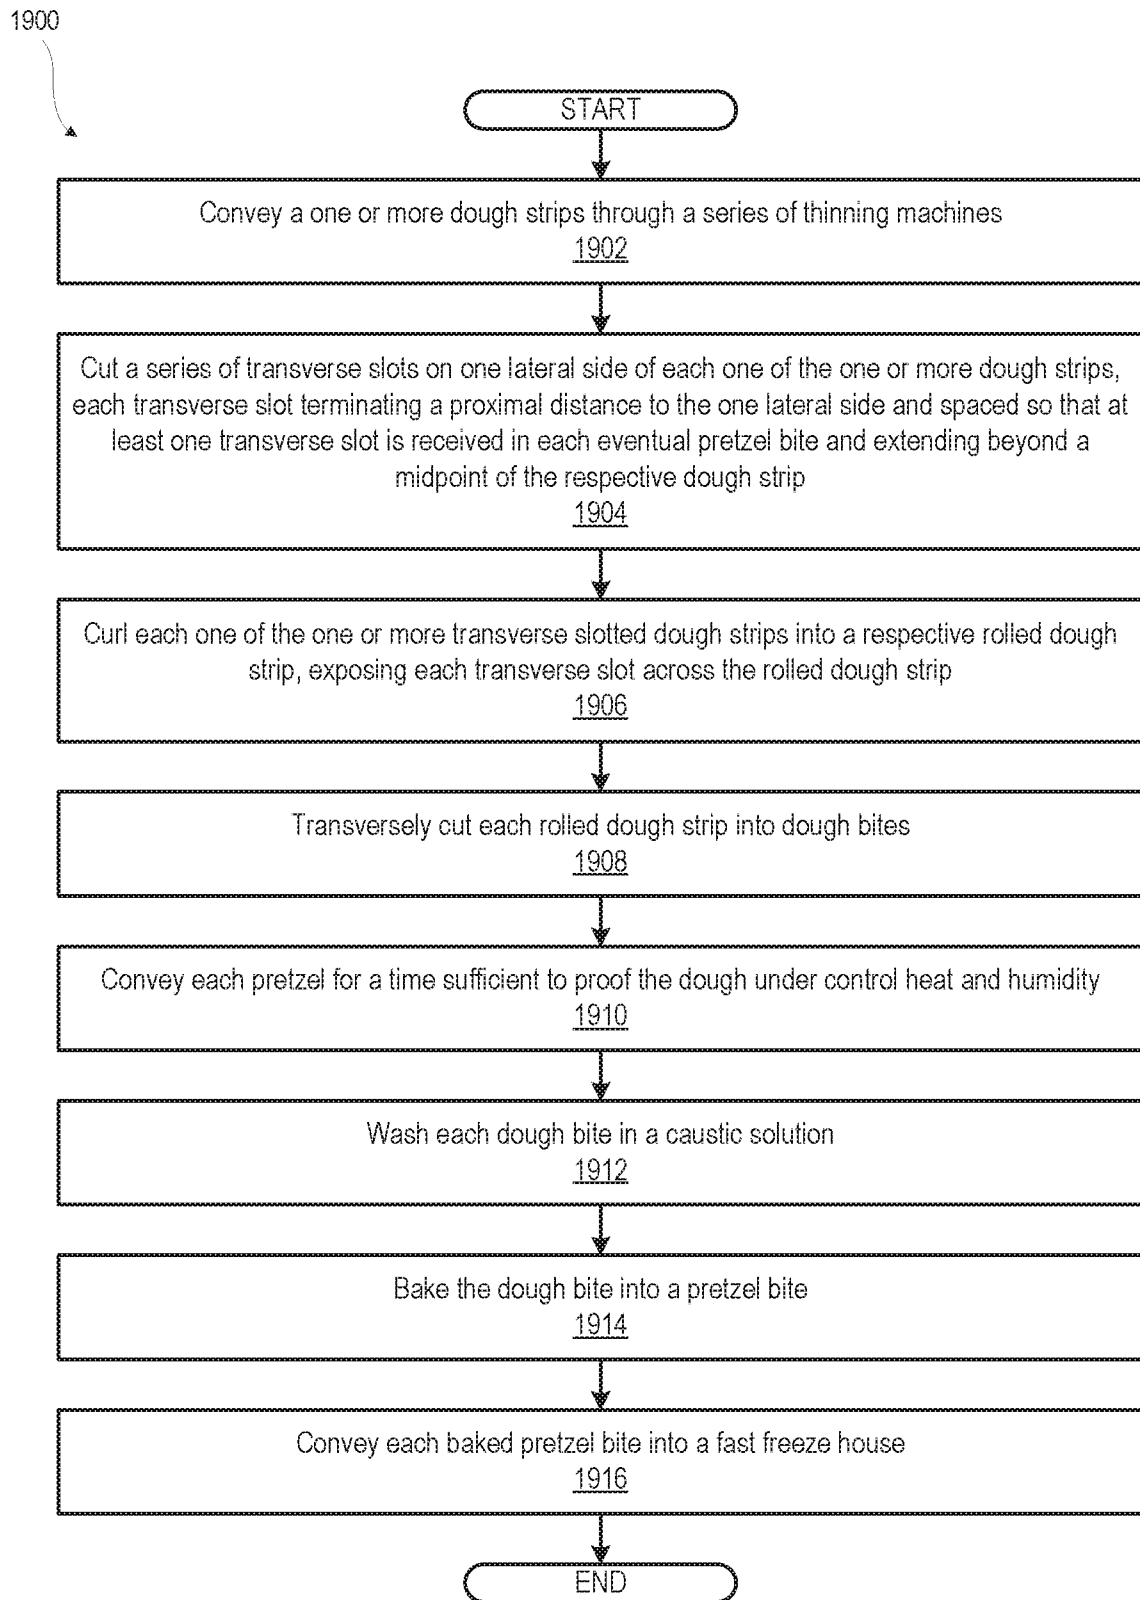 1900
START
Convey a one or more dough strips through a series of thinning machines
1902
Cut a series of transverse slots on one lateral side of each one of the one or more dough strips,
each transverse slot terminating a proximal distance to the one lateral side and spaced so that at
least one transverse slot is received in each eventual pretzel bite and extending beyond a
midpoint of the respective dough strip
1904
Curl each one of the one or more transverse slotted dough strips into a respective rolled dough
strip, exposing each transverse slot across the rolled dough strip
1906
Transversely cut each rolled dough strip into dough bites
1908
Convey each pretzel for a time sufficient to proof the dough under control heat and humidity
1910
Wash each dough bite in a caustic solution
1912
Bake the dough bite into a pretzel bite
1914
Convey each baked pretzel bite into a fast freeze house
1916
END